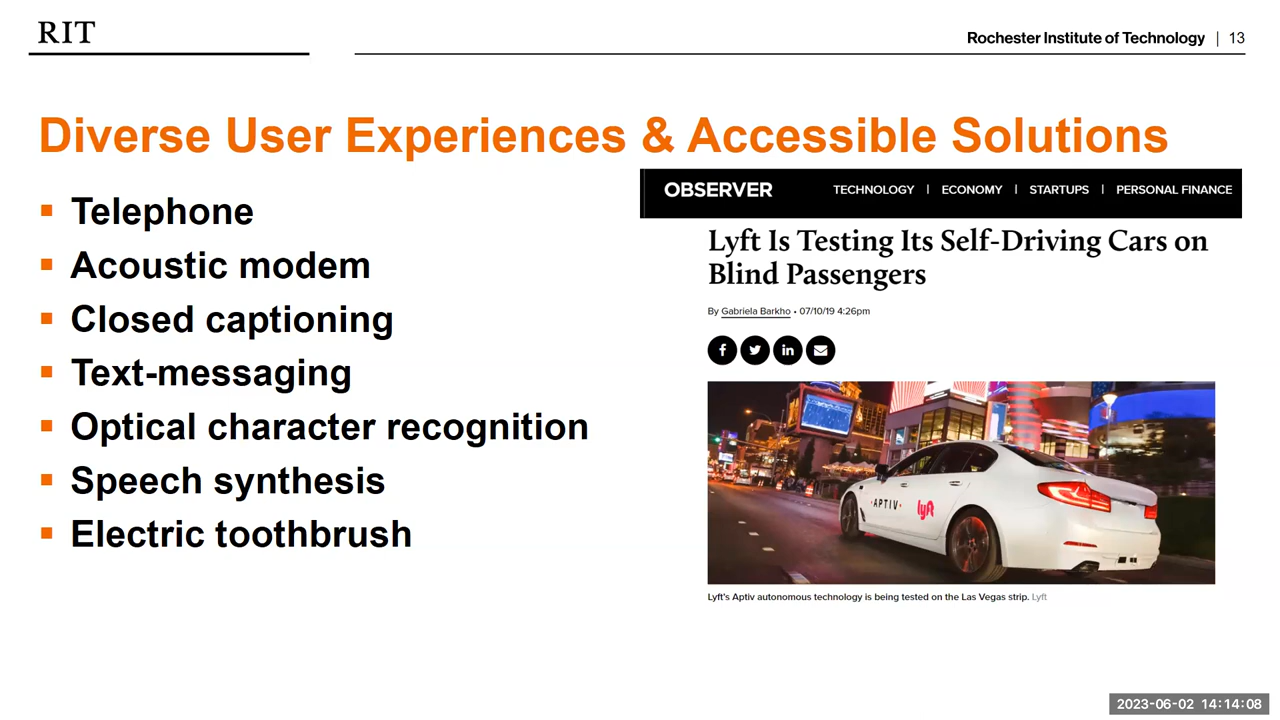 RIT
Rochester Institute of Technology | 13
Diverse User Experiences & Accessible Solutions
Telephone
Acoustic modem
Closed captioning
Text-messaging
Optical character recognition
Speech synthesis
Electric toothbrush
OBSERVER
TECHNOLOGY | ECONOMY | STARTUPS | PERSONAL FINANCE
Lyft Is Testing Its Self-Driving Cars on
Blind Passengers
By Gabriela Barkho • 07/10/19 4:26pm
· A P T I V ·
lyft
Lyft's Aptiv autonomous technology is being tested on the Las Vegas strip. Lyft
2023-06-02 14:14:08